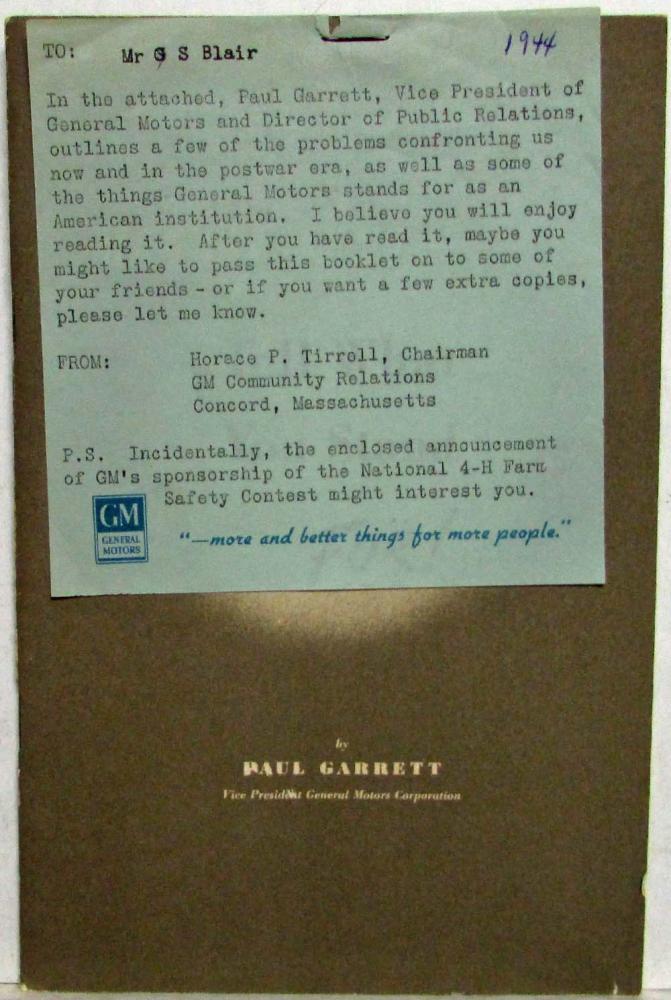 TO: Mr G S Blair
1944
In the attached, Paul Garrett, Vice President of
General Motors and Director of Public Relations,
outlines a few of the problems confronting us
now and in the postwar era, as well as some of
the things General Motors stands for as an
American institution. I believe you will enjoy
reading it. After you have read it, maybe you
might like to pass this booklet on to some of
your friends - or if you want a few extra copies,
please let me know.
FROM: Horace P. Tirrell, Chairman
GM Community Relations
Concord, Massachusetts
P.S. Incidentally, the enclosed announcement
of GM's sponsorship of the National 4-H Farm
Safety Contest might interest you.
GM
GENERAL
MOTORS
"—more and better things for more people."
by
PAUL GARRETT
Vice President General Motors Corporation